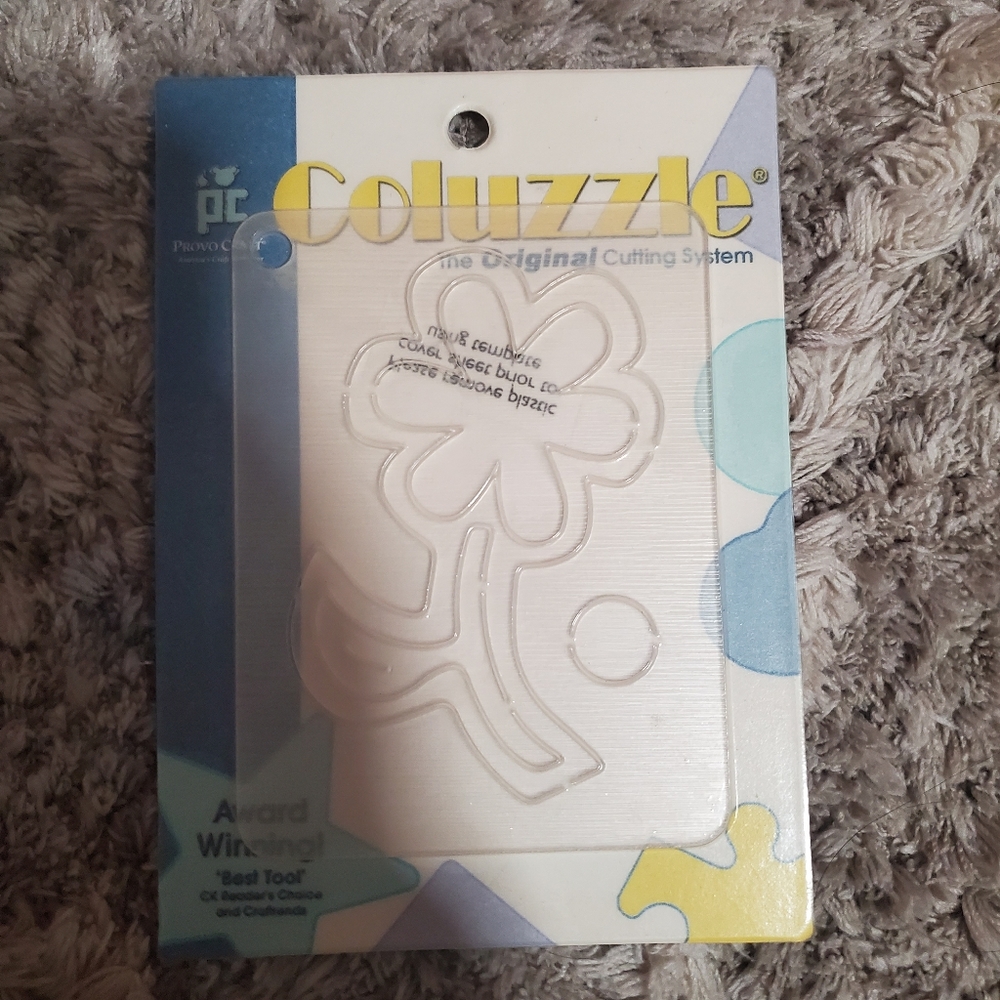 Coluzzle®
pc
PROVO CRAFT
The Original Cutting System
Please remove plastic
cover sheet prior to
using template
Award
Winning!
'Best Tool'
CK Reader's Choice
and Craftrends